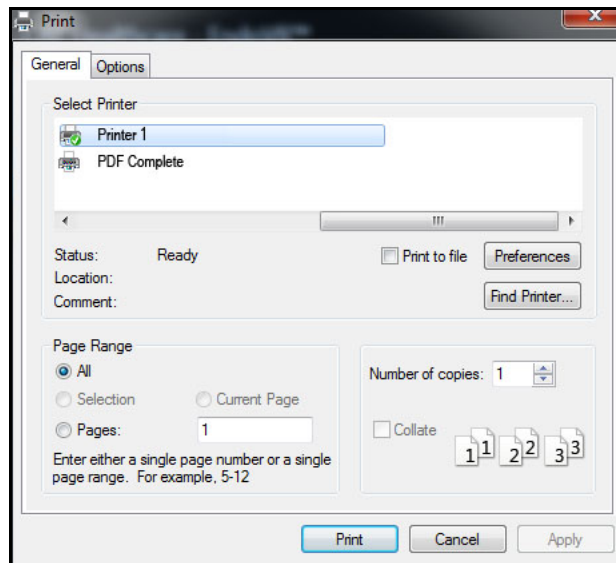 Print
General Options
Select Printer
Printer 1
PDF Complete
Status: Ready
Print to file
Preferences
Location:
Comment:
Find Printer...
Page Range
All
Selection
Current Page
Pages: 1
Enter either a single page number or a single
page range. For example, 5-12
Number of copies: 1
Collate
1 1 2 2 3 3
Print Cancel Apply